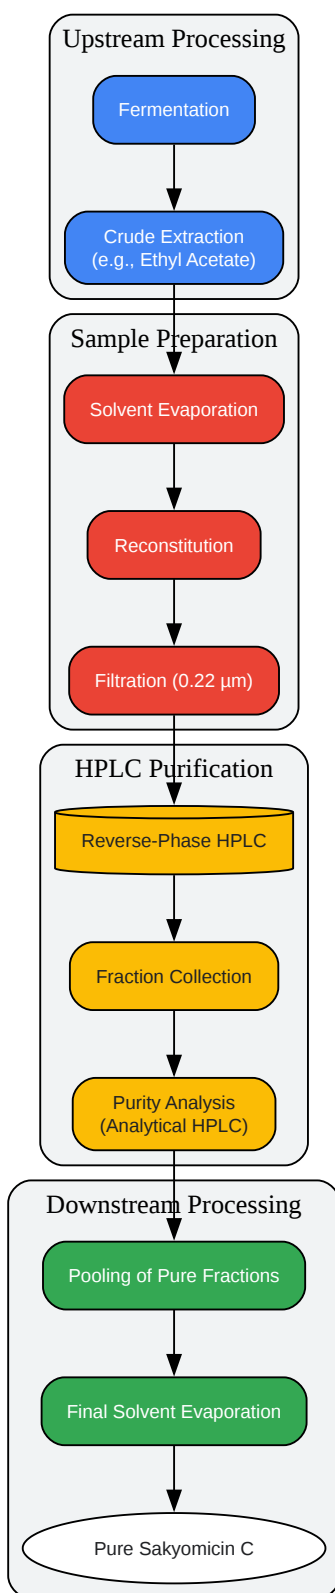 Upstream Processing
Fermentation
Crude Extraction
(e.g., Ethyl Acetate)
Sample Preparation
Solvent Evaporation
Reconstitution
Filtration (0.22 µm)
HPLC Purification
Reverse-Phase HPLC
Fraction Collection
Purity Analysis
(Analytical HPLC)
Downstream Processing
Pooling of Pure Fractions
Final Solvent Evaporation
Pure Sakyomicin C